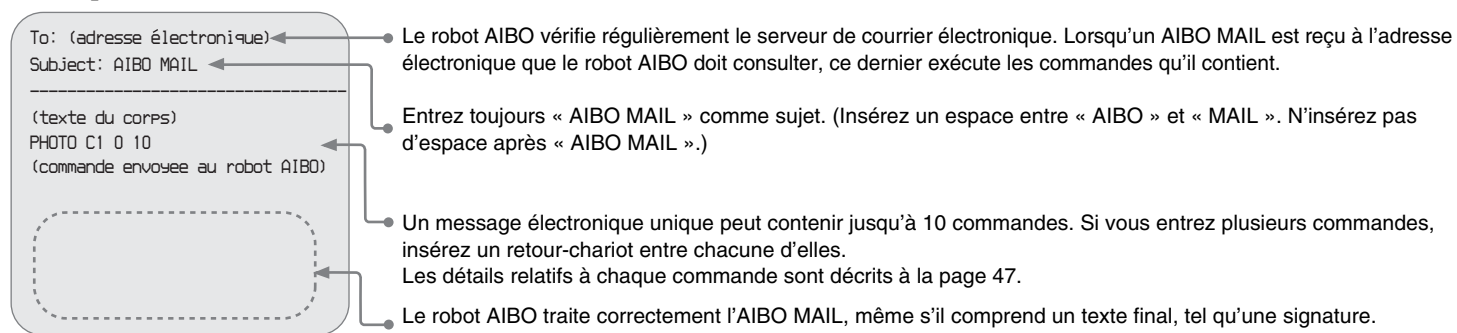 To: (adresse électronique)
Subject: AIBO MAIL
-----------------------------------
(texte du corps)
PHOTO C1 0 10
(commande envoyee au robot AIBO)
Le robot AIBO vérifie régulièrement le serveur de courrier électronique. Lorsqu'un AIBO MAIL est reçu à l'adresse
électronique que le robot AIBO doit consulter, ce dernier exécute les commandes qu'il contient.
Entrez toujours « AIBO MAIL » comme sujet. (Insérez un espace entre « AIBO » et « MAIL ». N'insérez pas
d'espace après « AIBO MAIL ».)
Un message électronique unique peut contenir jusqu'à 10 commandes. Si vous entrez plusieurs commandes,
insérez un retour-chariot entre chacune d'elles.
Les détails relatifs à chaque commande sont décrits à la page 47.
Le robot AIBO traite correctement l'AIBO MAIL, même s'il comprend un texte final, tel qu'une signature.